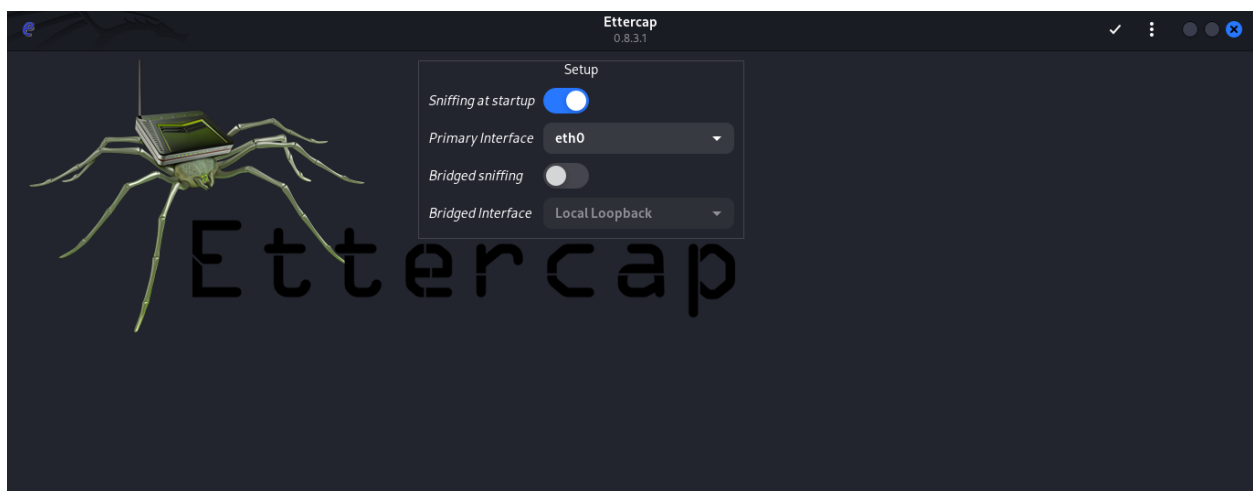 Ettercap
0.8.3.1
Setup
Sniffing at startup
Primary Interface eth0
Bridged sniffing
Bridged Interface Local Loopback
Ettercap